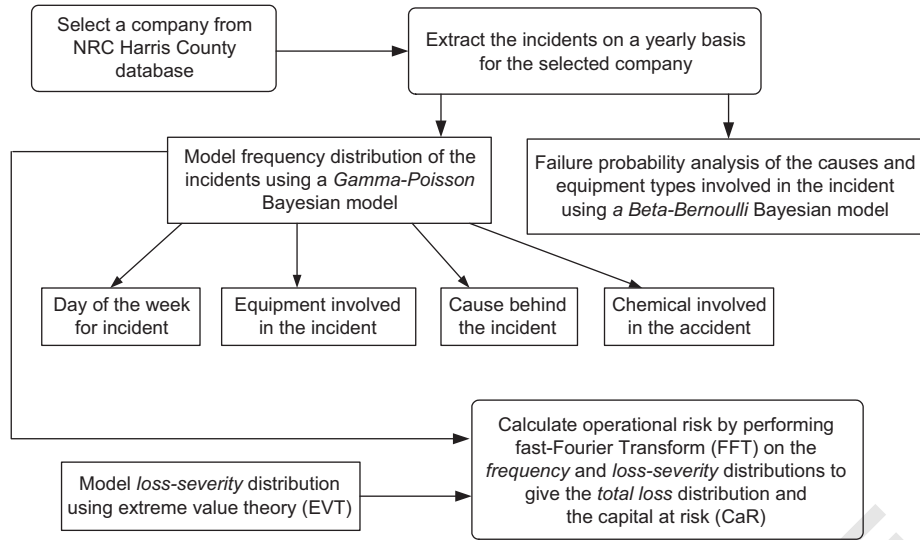 Select a company from
NRC Harris County
database
Extract the incidents on a yearly basis
for the selected company
Model frequency distribution of the
incidents using a Gamma-Poisson
Bayesian model
Failure probability analysis of the causes and
equipment types involved in the incident
using a Beta-Bernoulli Bayesian model
Day of the week
for incident
Equipment involved
in the incident
Cause behind
the incident
Chemical involved
in the accident
Calculate operational risk by performing
fast-Fourier Transform (FFT) on the
frequency and loss-severity distributions to
give the total loss distribution and
the capital at risk (CaR)
Model loss-severity distribution
using extreme value theory (EVT)